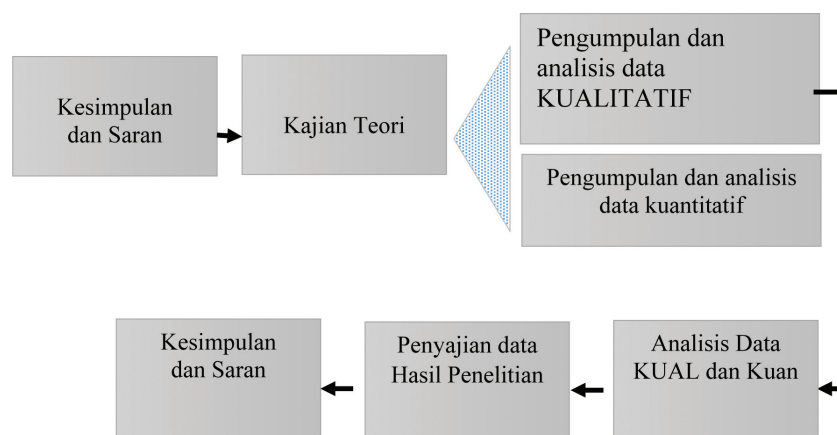 Kesimpulan
dan Saran
Kajian Teori
Pengumpulan dan
analisis data
KUALITATIF
Pengumpulan dan analisis
data kuantitatif
Kesimpulan
dan Saran
Penyajian data
Hasil Penelitian
Analisis Data
KUAL dan Kuan